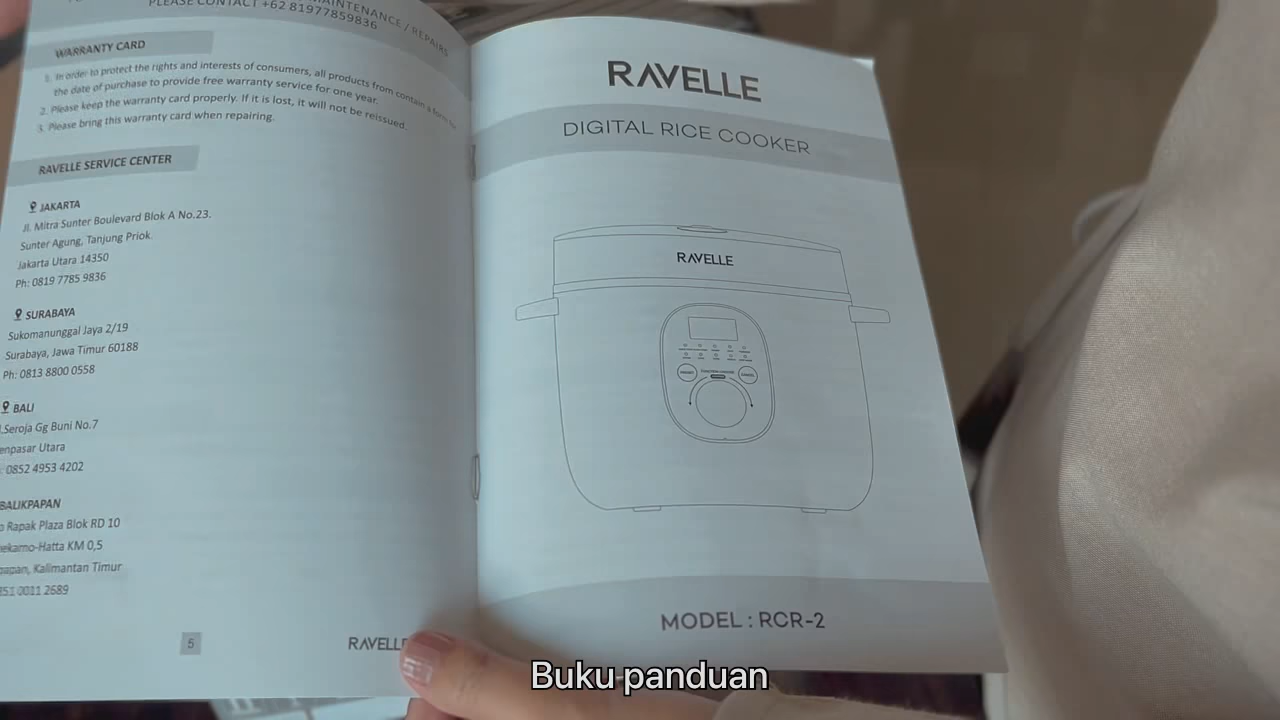 PLEASE CONTACT +62 81977859836
MAINTENANCE / REPAIRS
WARRANTY CARD
1. In order to protect the rights and interests of consumers, all products from contain a form for
the date of purchase to provide free warranty service for one year.
2. Please keep the warranty card properly. If it is lost, it will not be reissued.
3. Please bring this warranty card when repairing.
RAVELLE SERVICE CENTER
JAKARTA
Jl. Mitra Sunter Boulevard Blok A No.23.
Sunter Agung, Tanjung Priok.
Jakarta Utara 14350
Ph: 0819 7785 9836
SURABAYA
Sukomanunggal Jaya 2/19
Surabaya, Jawa Timur 60188
Ph: 0813 8800 0558
BALI
.Seroja Gg Buni No.7
enpasar Utara
: 0852 4953 4202
BALIKPAPAN
o Rapak Plaza Blok RD 10
ekarno-Hatta KM 0,5
papan, Kalimantan Timur
851 0011 2689
5
RAVELLE
RAVELLE
DIGITAL RICE COOKER
RAVELLE
CANCEL
MODEL : RCR-2
Buku panduan